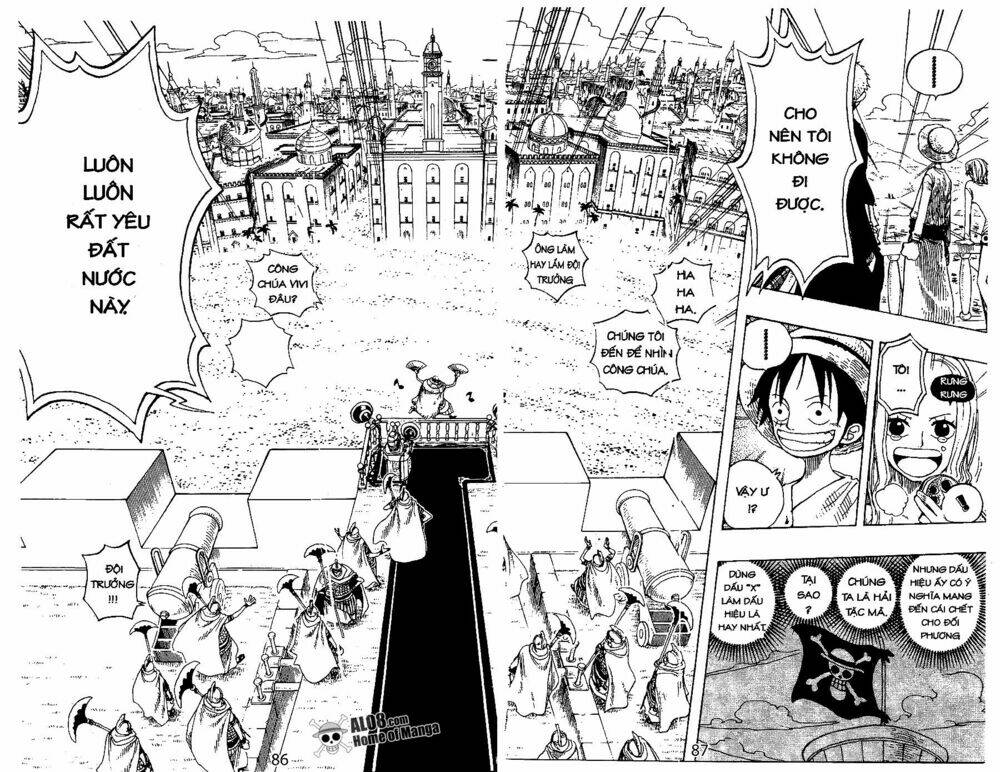 CHO
NÊN TÔI
KHÔNG
ĐI
ĐƯỢC.
TÔI
...
RƯNG
RƯNG
VẬY Ư
!?
NHƯNG DẤU
HIỆU ẤY CÓ Ý
NGHĨA MANG
ĐẾN CÁI CHẾT
CHO ĐỐI
PHƯƠNG
CHÚNG
TA LÀ HẢI
TẶC MÀ.
TẠI
SAO
?
DÙNG
DẤU "X"
LÀM DẤU
HIỆU LÀ
HAY NHẤT.
ÔNG LÀM
HAY LẮM ĐỘI
TRƯỞNG
HA
HA
HA.
CHÚNG TÔI
ĐẾN ĐỂ NHÌN
CÔNG CHÚA.
87
LUÔN
LUÔN
RẤT YÊU
ĐẤT
NƯỚC
NÀY.
CÔNG
CHÚA VIVI
ĐÂU?
ĐỘI
TRƯỞNG
!!!
ALO8.com
Home of Manga
86